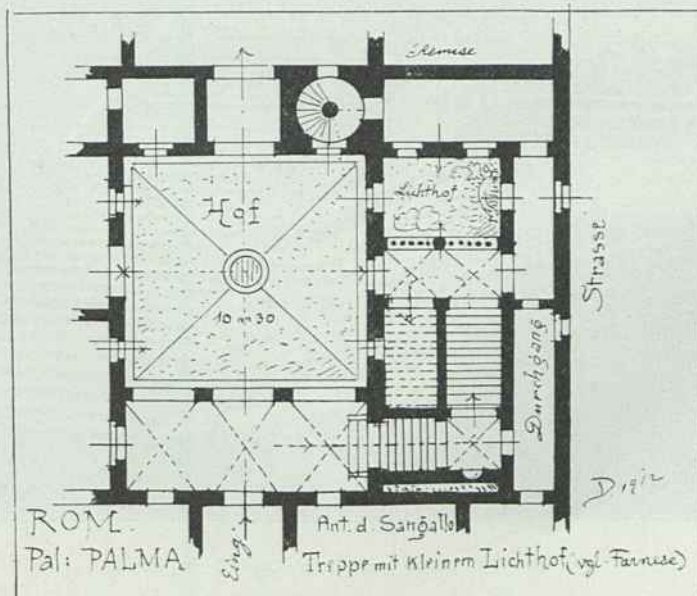 Remise
Lichthof
Hof
10 m 30
Strasse
Durchgang
D 1912
ROM.
Ant. d. Sangallo
Pal: PALMA
Eing.
Treppe mit kleinem Lichthof (vgl. Farnese)